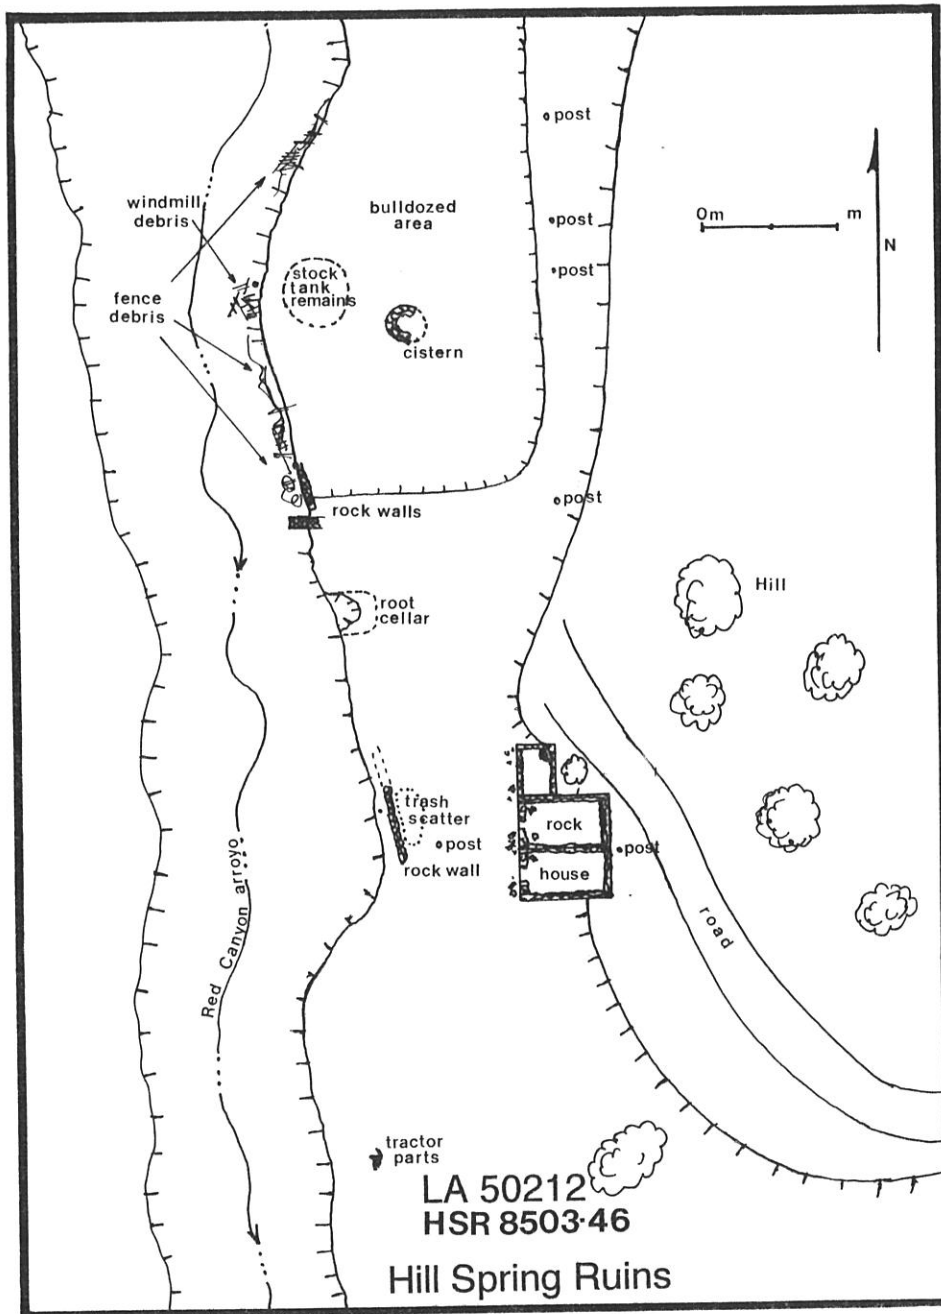 post
windmill
debris
bulldozed
area
post
0m m
N
post
stock
tank
remains
fence
debris
cistern
rock walls
post
Hill
root
cellar
trash
scatter
rock
post
post
rock wall
house
road
Red Canyon arroyo
tractor
parts
LA 50212
HSR 8503-46
Hill Spring Ruins